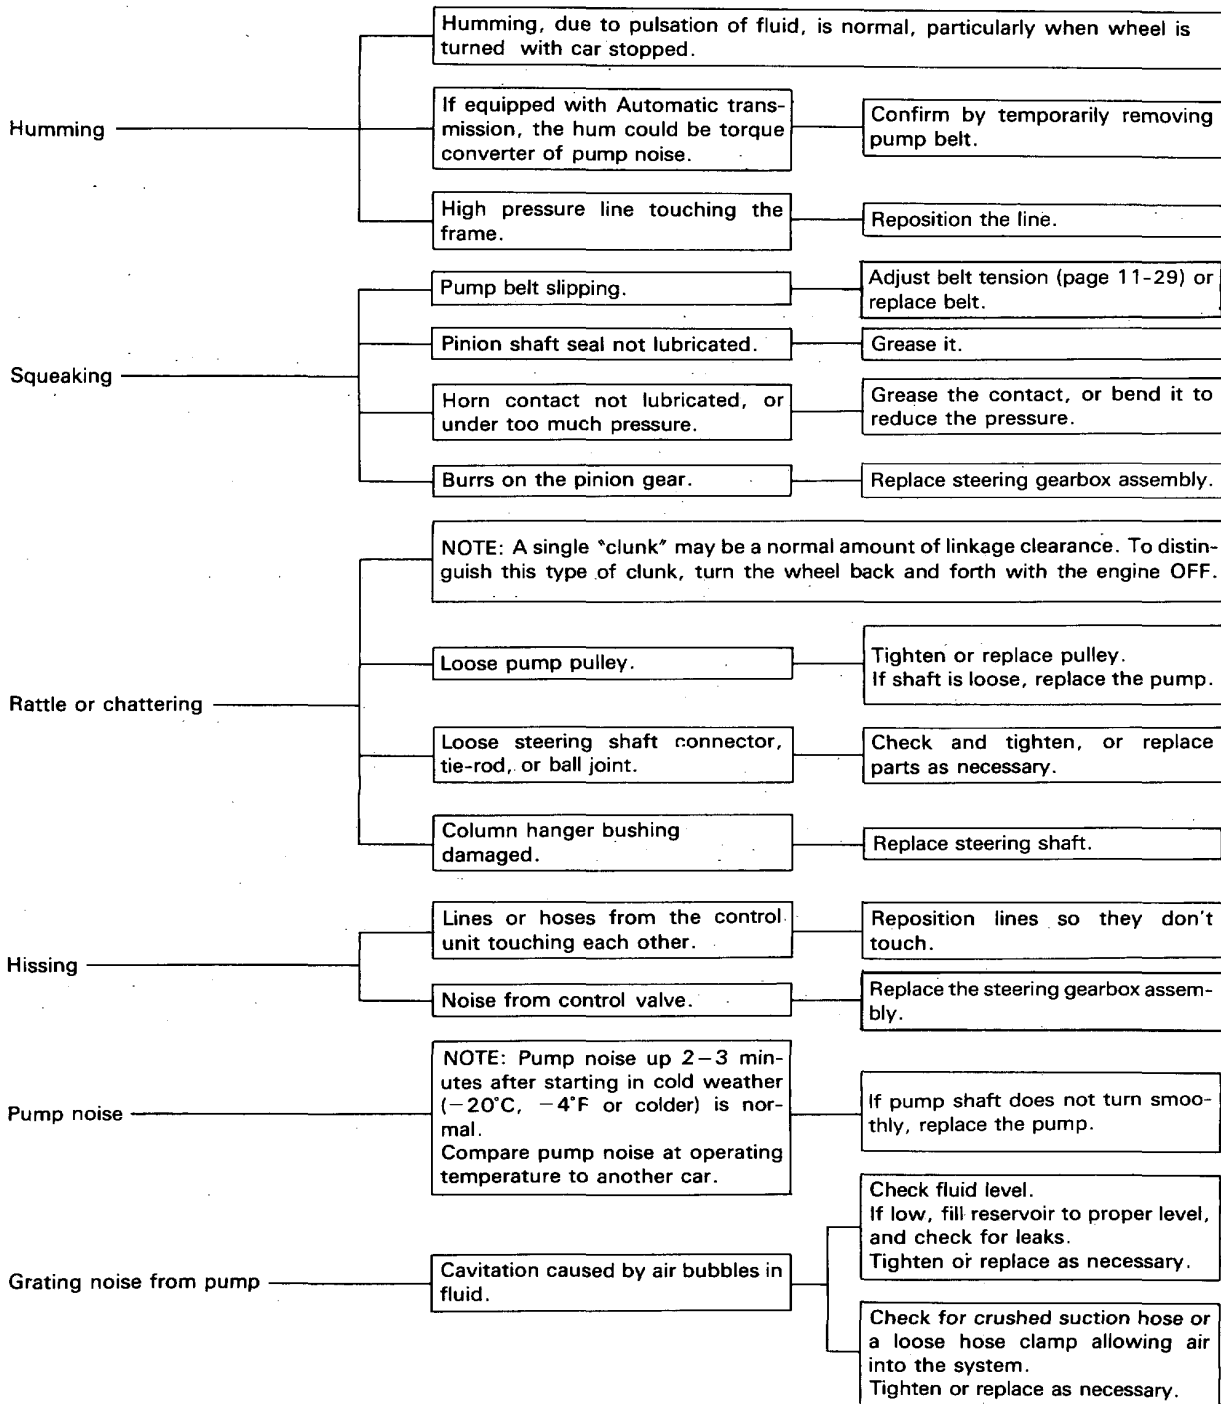 Humming
Humming, due to pulsation of fluid, is normal, particularly when wheel is
turned with car stopped.
If equipped with Automatic trans-
mission, the hum could be torque
converter of pump noise.
Confirm by temporarily removing
pump belt.
High pressure line touching the
frame.
Reposition the line.
Squeaking
Pump belt slipping.
Adjust belt tension (page 11-29) or
replace belt.
Pinion shaft seal not lubricated.
Grease it.
Horn contact not lubricated, or
under too much pressure.
Grease the contact, or bend it to
reduce the pressure.
Burrs on the pinion gear.
Replace steering gearbox assembly.
Rattle or chattering
NOTE: A single "clunk" may be a normal amount of linkage clearance. To distin-
guish this type of clunk, turn the wheel back and forth with the engine OFF.
Loose pump pulley.
Tighten or replace pulley.
If shaft is loose, replace the pump.
Loose steering shaft connector,
tie-rod, or ball joint.
Check and tighten, or replace
parts as necessary.
Column hanger bushing
damaged.
Replace steering shaft.
Hissing
Lines or hoses from the control
unit touching each other.
Reposition lines so they don't
touch.
Noise from control valve.
Replace the steering gearbox assem-
bly.
Pump noise
NOTE: Pump noise up 2–3 min-
utes after starting in cold weather
(−20°C, −4°F or colder) is nor-
mal.
Compare pump noise at operating
temperature to another car.
If pump shaft does not turn smoo-
thly, replace the pump.
Grating noise from pump
Cavitation caused by air bubbles in
fluid.
Check fluid level.
If low, fill reservoir to proper level,
and check for leaks.
Tighten or replace as necessary.
Check for crushed suction hose or
a loose hose clamp allowing air
into the system.
Tighten or replace as necessary.